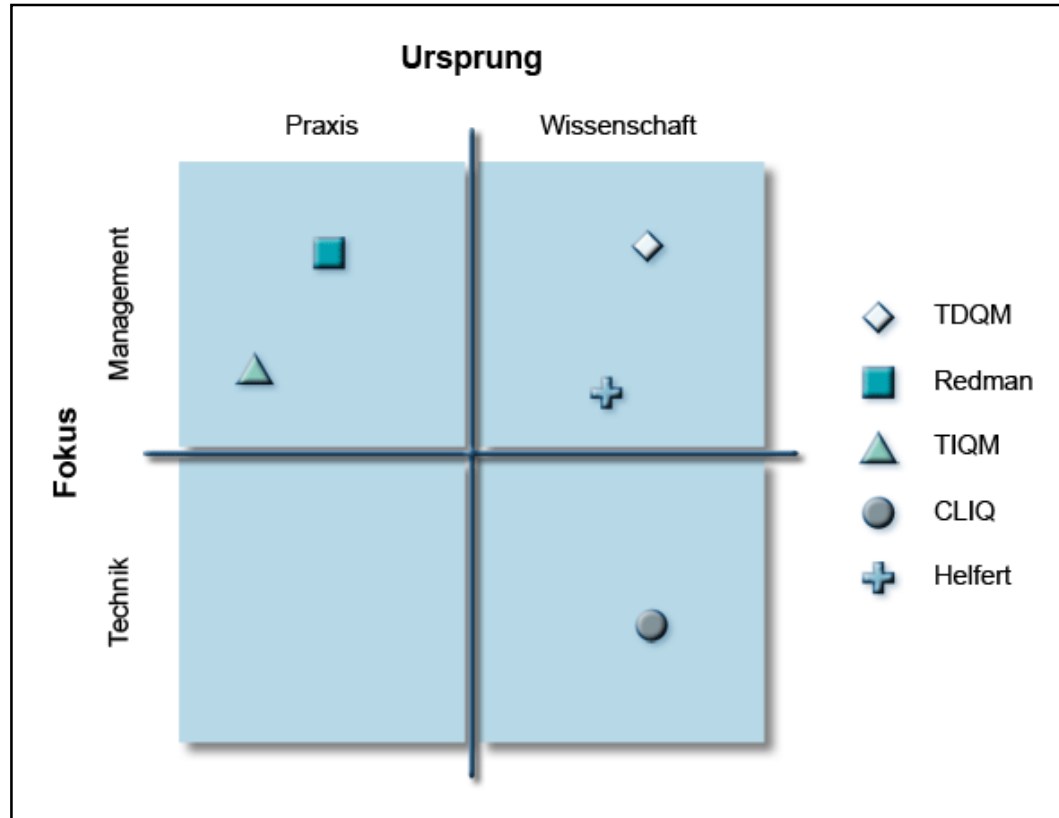 Ursprung
Praxis
Wissenschaft
Fokus
Management
Technik
TDQM
Redman
TIQM
CLIQ
Helfert